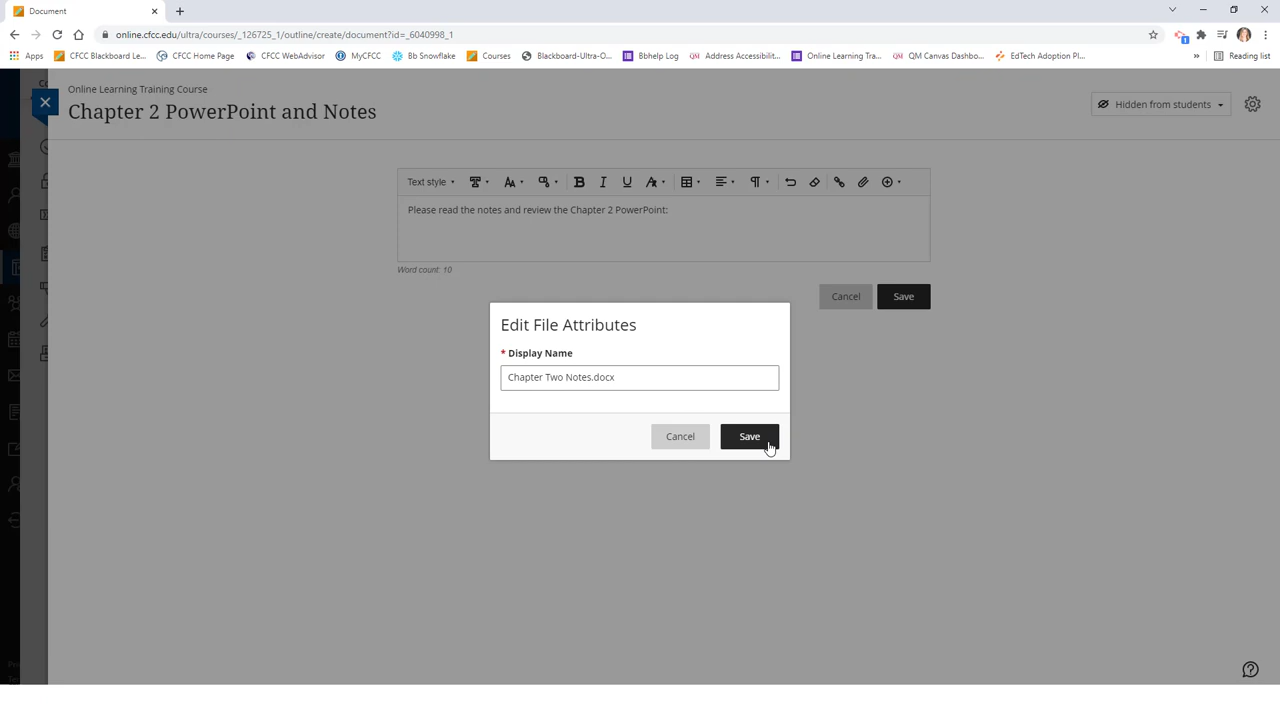 Document
online.cfcc.edu/ultra/courses/_126725_1/outline/create/document?id=_6040998_1
Apps
CFCC Blackboard Le...
CFCC Home Page
CFCC WebAdvisor
MyCFCC
Bb Snowflake
Courses
Blackboard-Ultra-O...
Bbhelp Log
Online Learning Tra...
Address Accessibilit...
QM Canvas Dashbo...
EdTech Adoption Pl...
Reading list
Online Learning Training Course
Chapter 2 PowerPoint and Notes
Hidden from students
Text style
Please read the notes and review the Chapter 2 PowerPoint:
Word count: 10
Cancel
Save
Edit File Attributes
* Display Name
Chapter Two Notes.docx
Cancel
Save